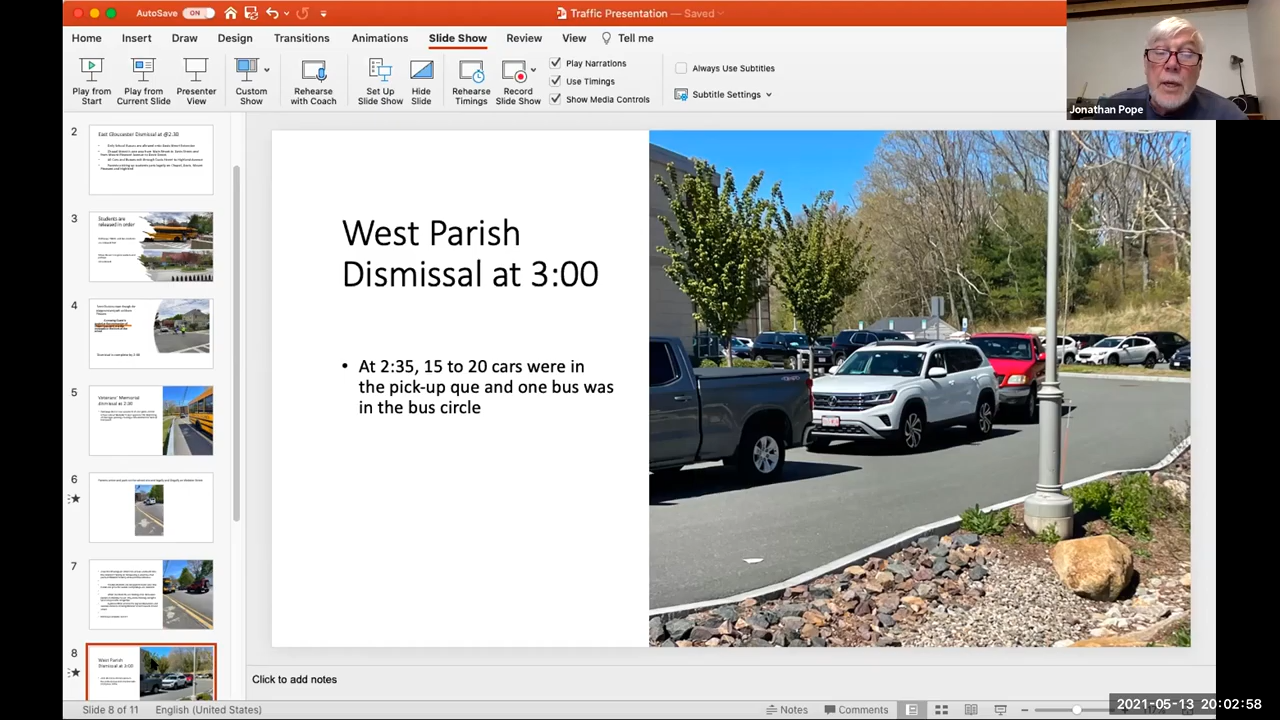 AutoSave ON
Traffic Presentation — Saved
Home Insert Draw Design Transitions Animations Slide Show Review View Tell me
Play from Start
Play from Current Slide
Presenter View
Custom Show
Rehearse with Coach
Set Up Slide Show
Hide Slide
Rehearse Timings
Record Slide Show
Play Narrations
Use Timings
Show Media Controls
Always Use Subtitles
Subtitle Settings
Jonathan Pope
2
East Gloucester Dismissal at @2:30
3
Students are
released in order
4
Dismissal is complete by 2:50
5
Veterans' Memorial
dismissal at 2:30
6
7
8
West Parish
Dismissal at 3:00
West Parish
Dismissal at 3:00
• At 2:35, 15 to 20 cars were in
the pick-up que and one bus was
in the bus circle
Click to add notes
Slide 8 of 11 English (United States) Notes Comments
2021-05-13 20:02:58